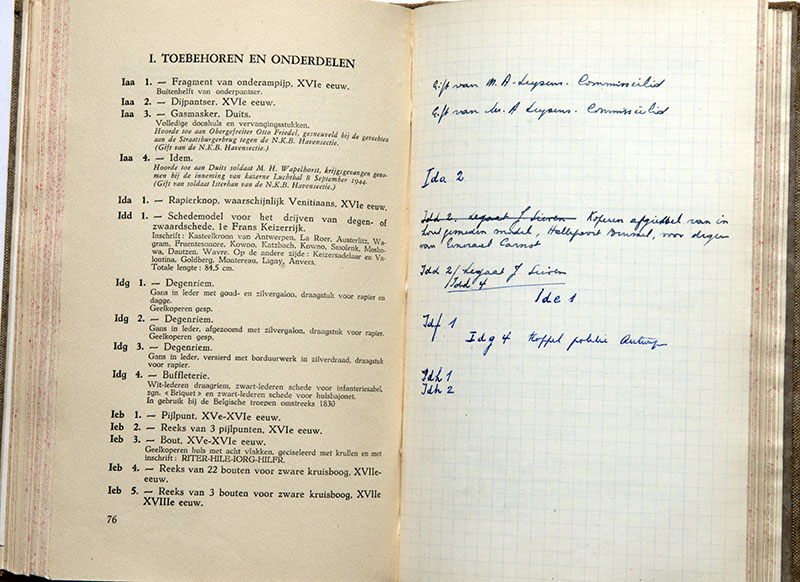 I. TOEBEHOREN EN ONDERDELEN
Iaa 1. — Fragment van onderampijp, XVIe eeuw.
Buitenhelft van onderpantser.
Iaa 2. — Dijpantser, XVIe eeuw.
Iaa 3. — Gasmasker, Duits.
Volledige dooshuls en vervangingsstukken.
Hoorde toe aan Obergefreiter Otto Friedel, gesneuveld bij de gevechten
aan de Straatsburgerbrug tegen de N.K.B. Havensectie.
(Gift van de N.K.B. Havensectie.)
Iaa 4. — Idem.
Hoorde toe aan Duits soldaat M. H. Wapelhorst, krijgsgevangen geno-
men bij de inneming van kazerne Luchtbal 8 September 1944.
(Gift van soldaat Isterhan van de N.K.B. Havensectie.)
Ida 1. — Rapierknop, waarschijnlijk Venitiaans, XVIe eeuw.
Idd 1. — Schedemodel voor het drijven van degen- of
zwaardschede, 1e Frans Keizerrijk.
Inschrift: Kasteelkroon van Antwerpen, La Roer, Austerlitz, Wa-
gram, Fruentesonore, Kowno, Katzbach, Kowno, Smolenk, Mosko-
wa, Dautzen, Wavre. Op de andere zijde: Keizersadelaar en Va-
lontina, Goldberg, Montereau, Ligay, Anvers.
Totale lengte: 84,5 cm.
Idg 1. — Degenriem.
Gans in leder met goud- en zilvergalon, draagstuk voor rapier en
dagge.
Geelkoperen gesp.
Idg 2. — Degenriem.
Gans in leder, afgezoomd met zilvergalon, draagstuk voor rapier.
Geelkoperen gesp.
Idg 3. — Degenriem.
Gans in leder, versierd met borduurwerk in zilverdraad, draagstuk
voor rapier.
Idg 4. — Buffleterie.
Wit-lederen draagriem, zwart-lederen schede voor infanteriesabel,
zgn. «Briquet» en zwart-lederen schede voor huisbajonet.
In gebruik bij de Belgische troepen omstreeks 1830
Ieb 1. — Pijlpunt, XVe-XVIe eeuw.
Ieb 2. — Reeks van 3 pijlpunten, XVIe eeuw.
Ieb 3. — Bout, XVe-XVIe eeuw.
Geelkoperen huls met acht vlakken, geciseleerd met krullen en met
inschrift: RITER-HILE-IORG-HILFR.
Ieb 4. — Reeks van 22 bouten voor zware kruisboog, XVIIe-
eeuw.
Ieb 5. — Reeks van 3 bouten voor zware kruisboog, XVIIe
XVIIIe eeuw.
76
Gift van M. A. Leysens. Commissielid
Gift van M. A Leysens. Commissielid
Ida 2
Idd 2. Legaat J Lieven Koperen afgietsel van in
hout gesneden model, Hallepoort Brussel, voor degen
van Generaal Carnot
Idd 2/ Legaat J Lieven
/Idd 4
Ide 1
Idf 1
Idg 4 Koppel politie Antwerpen
Idh 1
Idh 2